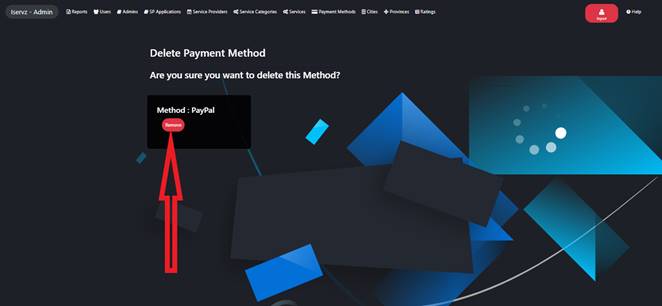 Iservz - Admin
Reports Users Admins SP Applications Service Providers Service Categories Services Payment Methods Cities Provinces Ratings
logout
Help
Delete Payment Method
Are you sure you want to delete this Method?
Method : PayPal
Remove